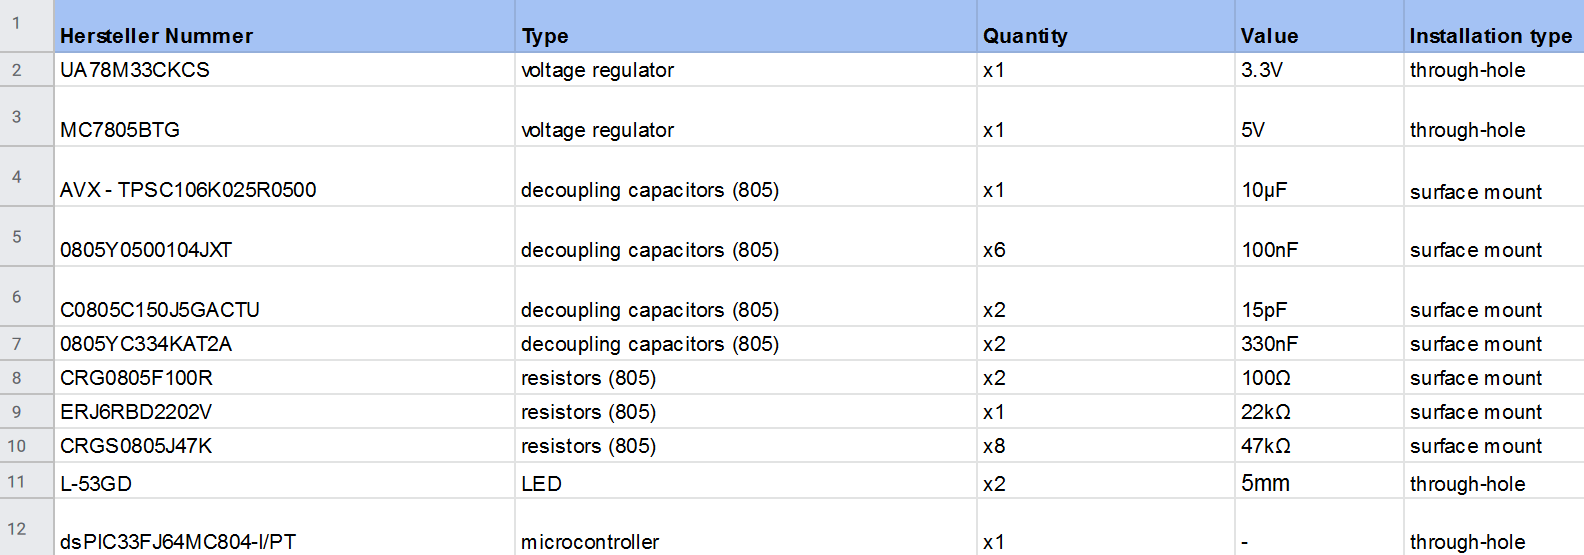 1 Hersteller Nummer Type Quantity Value Installation type
2 UA78M33CKCS voltage regulator x1 3.3V through-hole
3 MC7805BTG voltage regulator x1 5V through-hole
4 AVX - TPSC106K025R0500 decoupling capacitors (805) x1 10µF surface mount
5 0805Y0500104JXT decoupling capacitors (805) x6 100nF surface mount
6 C0805C150J5GACTU decoupling capacitors (805) x2 15pF surface mount
7 0805YC334KAT2A decoupling capacitors (805) x2 330nF surface mount
8 CRG0805F100R resistors (805) x2 100Ω surface mount
9 ERJ6RBD2202V resistors (805) x1 22kΩ surface mount
10 CRGS0805J47K resistors (805) x8 47kΩ surface mount
11 L-53GD LED x2 5mm through-hole
12 dsPIC33FJ64MC804-I/PT microcontroller x1 - through-hole